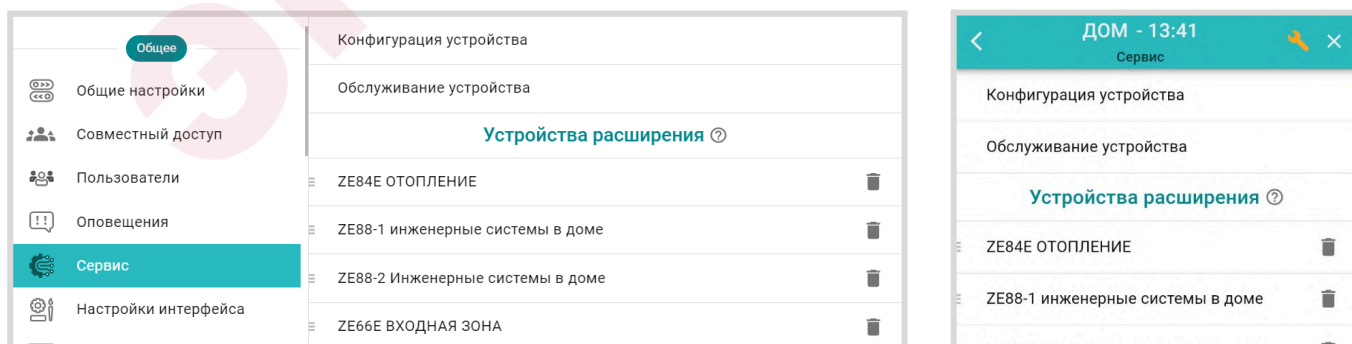 Общее
Общие настройки
Совместный доступ
Пользователи
Оповещения
Сервис
Настройки интерфейса
Конфигурация устройства
Обслуживание устройства
Устройства расширения
ZE84E ОТОПЛЕНИЕ
ZE88-1 инженерные системы в доме
ZE88-2 Инженерные системы в доме
ZE66E ВХОДНАЯ ЗОНА
ДОМ - 13:41
Сервис
Конфигурация устройства
Обслуживание устройства
Устройства расширения
ZE84E ОТОПЛЕНИЕ
ZE88-1 инженерные системы в доме